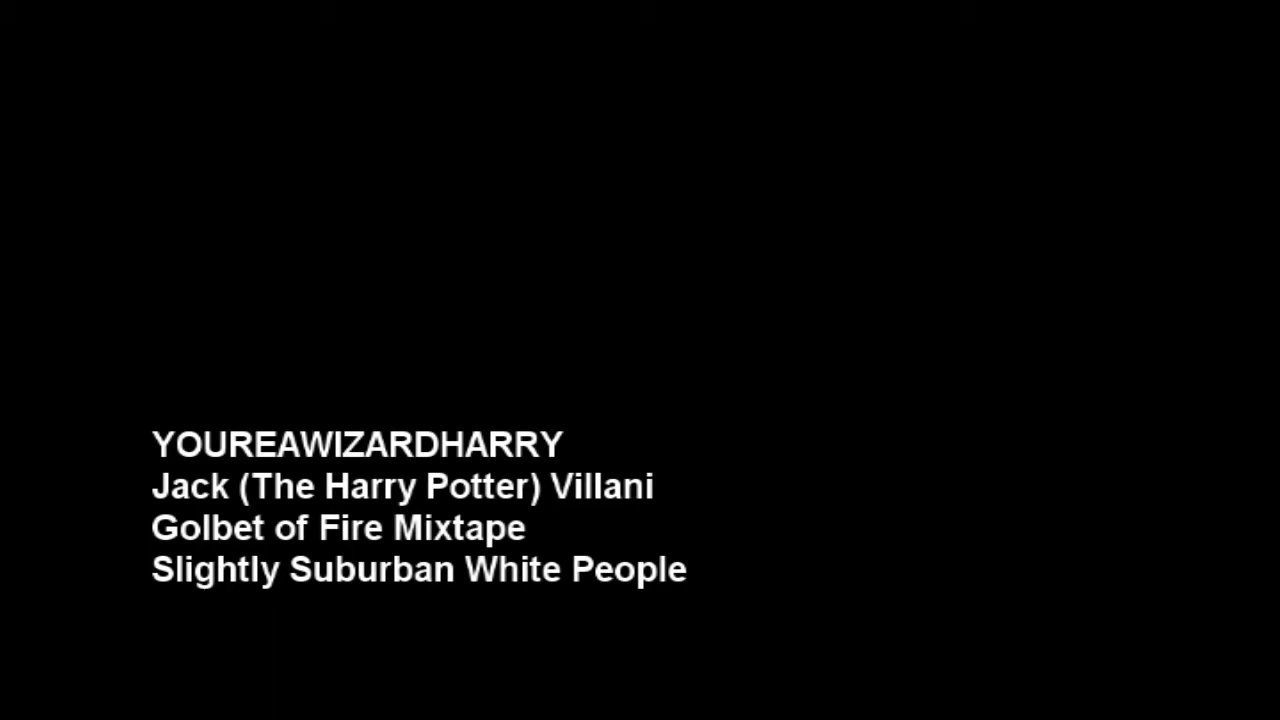 YOUREAWIZARDHARRY
Jack (The Harry Potter) Villani
Golbet of Fire Mixtape
Slightly Suburban White People